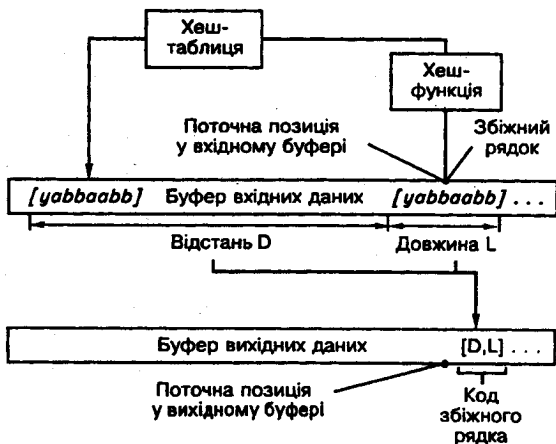 Хеш-
таблиця
Хеш-
функція
Поточна позиція
у вхідному буфері
Збіжний
рядок
[yabbaabb] Буфер вхідних даних [yabbaabb] ...
Відстань D
Довжина L
Буфер вихідних даних [D,L] ...
Поточна позиція
у вихідному буфері
Код
збіжного
рядка